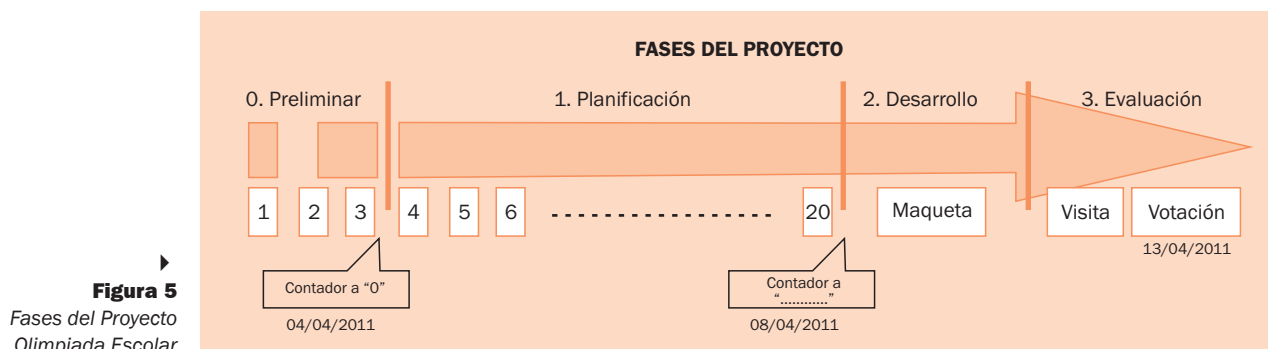 FASES DEL PROYECTO
0. Preliminar
1. Planificación
2. Desarrollo
3. Evaluación
1 2 3 4 5 6 20 Maqueta Visita Votación
13/04/2011
Contador a “0”
Contador a
“............”
04/04/2011
08/04/2011
Figura 5
Fases del Proyecto
Olimpiada Escolar